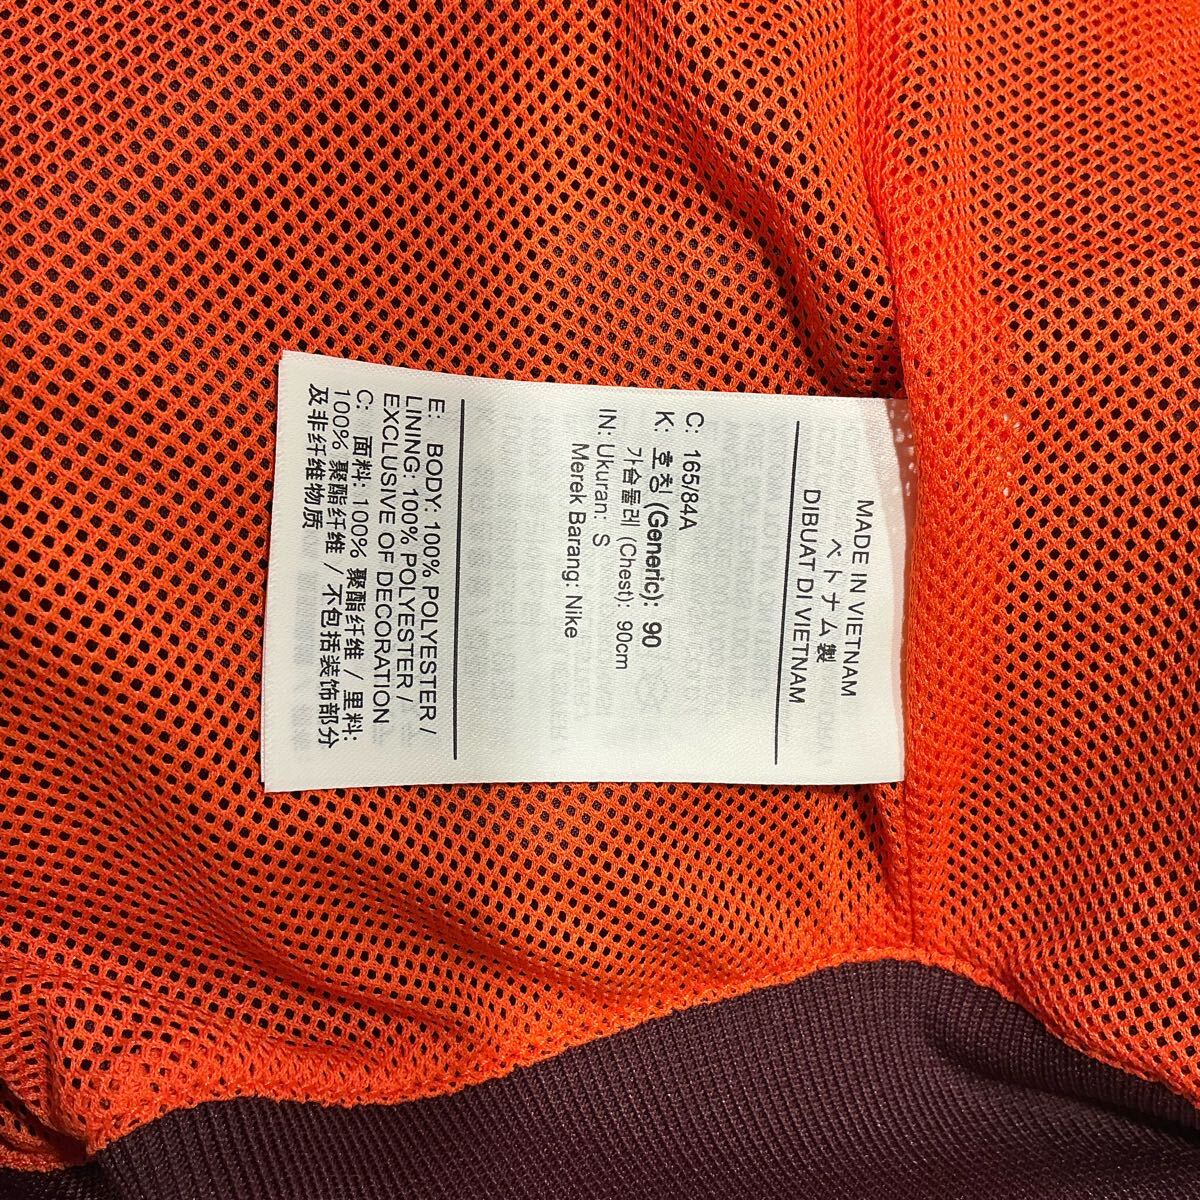 MADE IN VIETNAM
ベトナム製
DIBUAT DI VIETNAM
C: 165/84A
K: 호칭 (Generic): 90
가슴둘레 (Chest): 90cm
IN: Ukuran: S
Merek Barang: Nike
E: BODY: 100% POLYESTER /
LINING: 100% POLYESTER /
EXCLUSIVE OF DECORATION
C: 面料: 100% 聚酯纤维 / 里料:
100% 聚酯纤维 / 不包括装饰部分
及非纤维物质